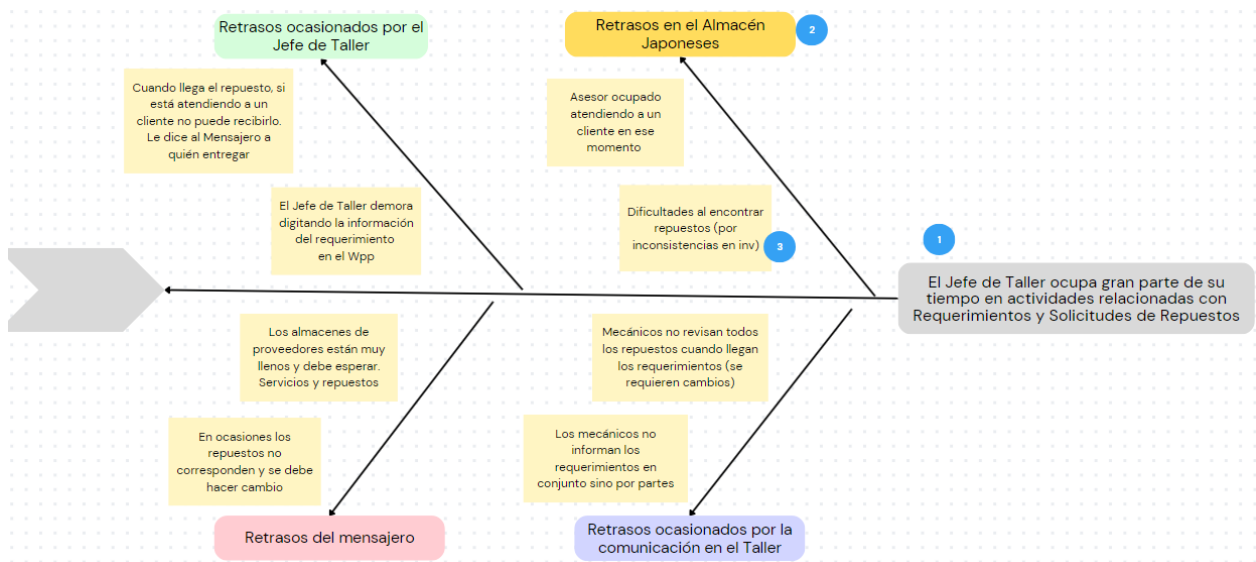 Retrasos ocasionados por el
Jefe de Taller
Retrasos en el Almacén
Japoneses
2
Cuando llega el repuesto, si
está atendiendo a un
cliente no puede recibirlo.
Le dice al Mensajero a
quién entregar
Asesor ocupado
atendiendo a un
cliente en ese
momento
El Jefe de Taller demora
digitando la información
del requerimiento
en el Wpp
Dificultades al encontrar
repuestos (por
inconsistencias en inv)
3
1
El Jefe de Taller ocupa gran parte de su
tiempo en actividades relacionadas con
Requerimientos y Solicitudes de Repuestos
Los almacenes de
proveedores están muy
llenos y debe esperar.
Servicios y repuestos
Mecánicos no revisan todos
los repuestos cuando llegan
los requerimientos (se
requieren cambios)
En ocasiones los
repuestos no
corresponden y se debe
hacer cambio
Los mecánicos no
informan los
requerimientos en
conjunto sino por partes
Retrasos del mensajero
Retrasos ocasionados por la
comunicación en el Taller